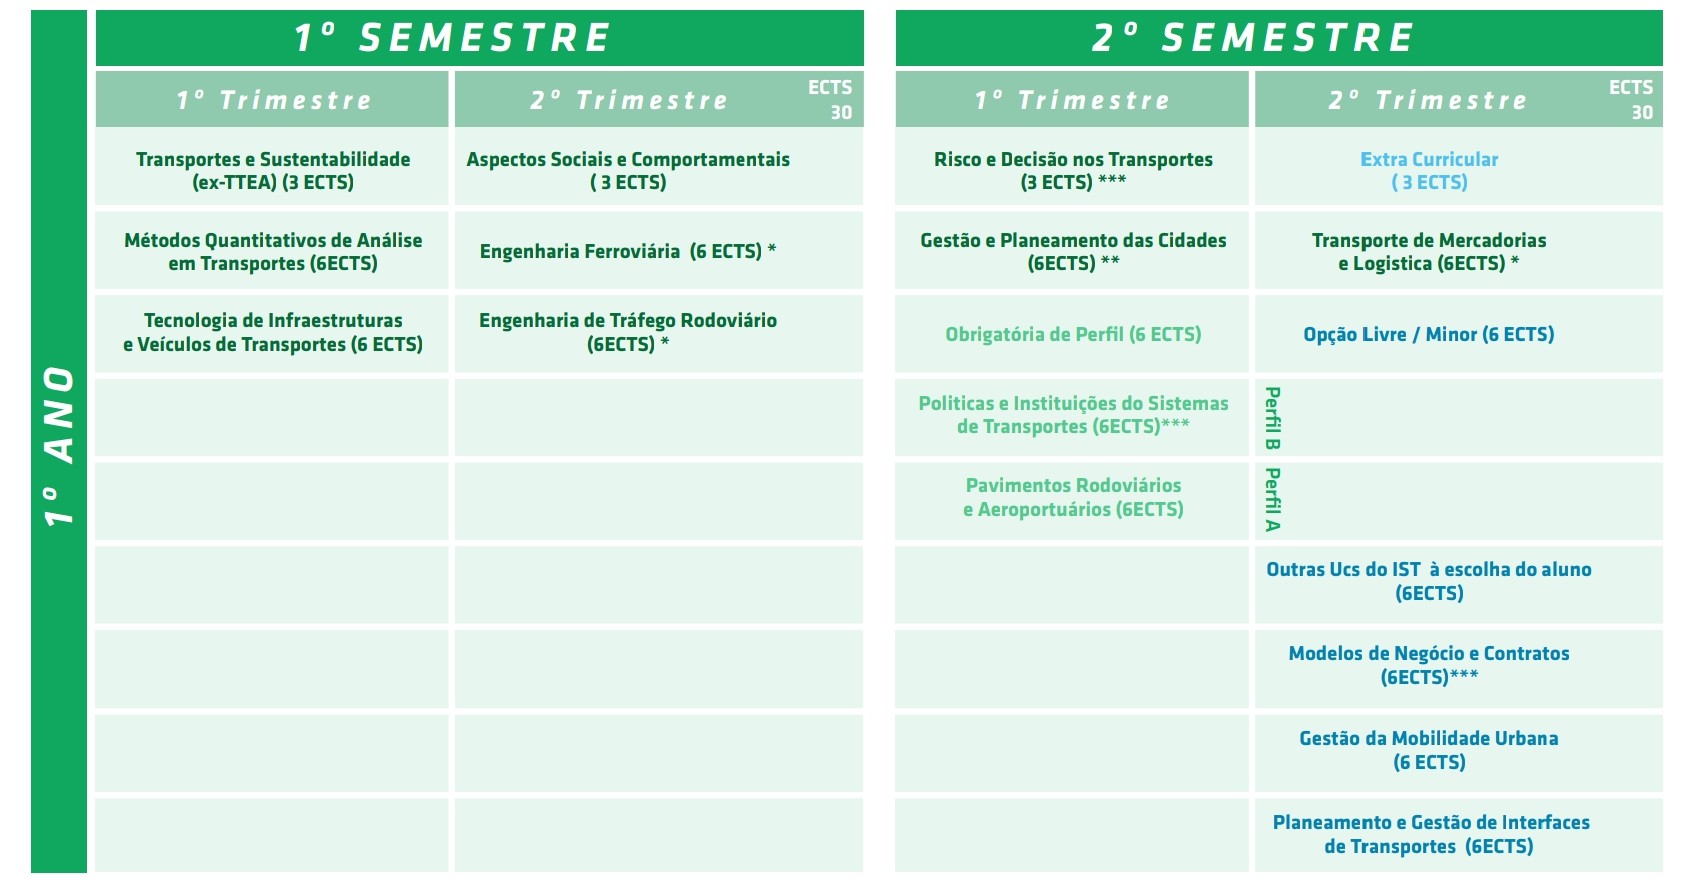 1º ANO
1º SEMESTRE
1º Trimestre
2º Trimestre
ECTS
30
Transportes e Sustentabilidade
(ex-TTEA) (3 ECTS)
Aspectos Sociais e Comportamentais
( 3 ECTS)
Métodos Quantitativos de Análise
em Transportes (6ECTS)
Engenharia Ferroviária (6 ECTS) *
Tecnologia de Infraestruturas
e Veículos de Transportes (6 ECTS)
Engenharia de Tráfego Rodoviário
(6ECTS) *
2º SEMESTRE
1º Trimestre
2º Trimestre
ECTS
30
Risco e Decisão nos Transportes
(3 ECTS) ***
Extra Curricular
( 3 ECTS)
Gestão e Planeamento das Cidades
(6ECTS) **
Transporte de Mercadorias
e Logistica (6ECTS) *
Obrigatória de Perfil (6 ECTS)
Opção Livre / Minor (6 ECTS)
Politicas e Instituições do Sistemas
de Transportes (6ECTS)***
Perfil B
Pavimentos Rodoviários
e Aeroportuários (6ECTS)
Perfil A
Outras Ucs do IST à escolha do aluno
(6ECTS)
Modelos de Negócio e Contratos
(6ECTS)***
Gestão da Mobilidade Urbana
(6 ECTS)
Planeamento e Gestão de Interfaces
de Transportes (6ECTS)